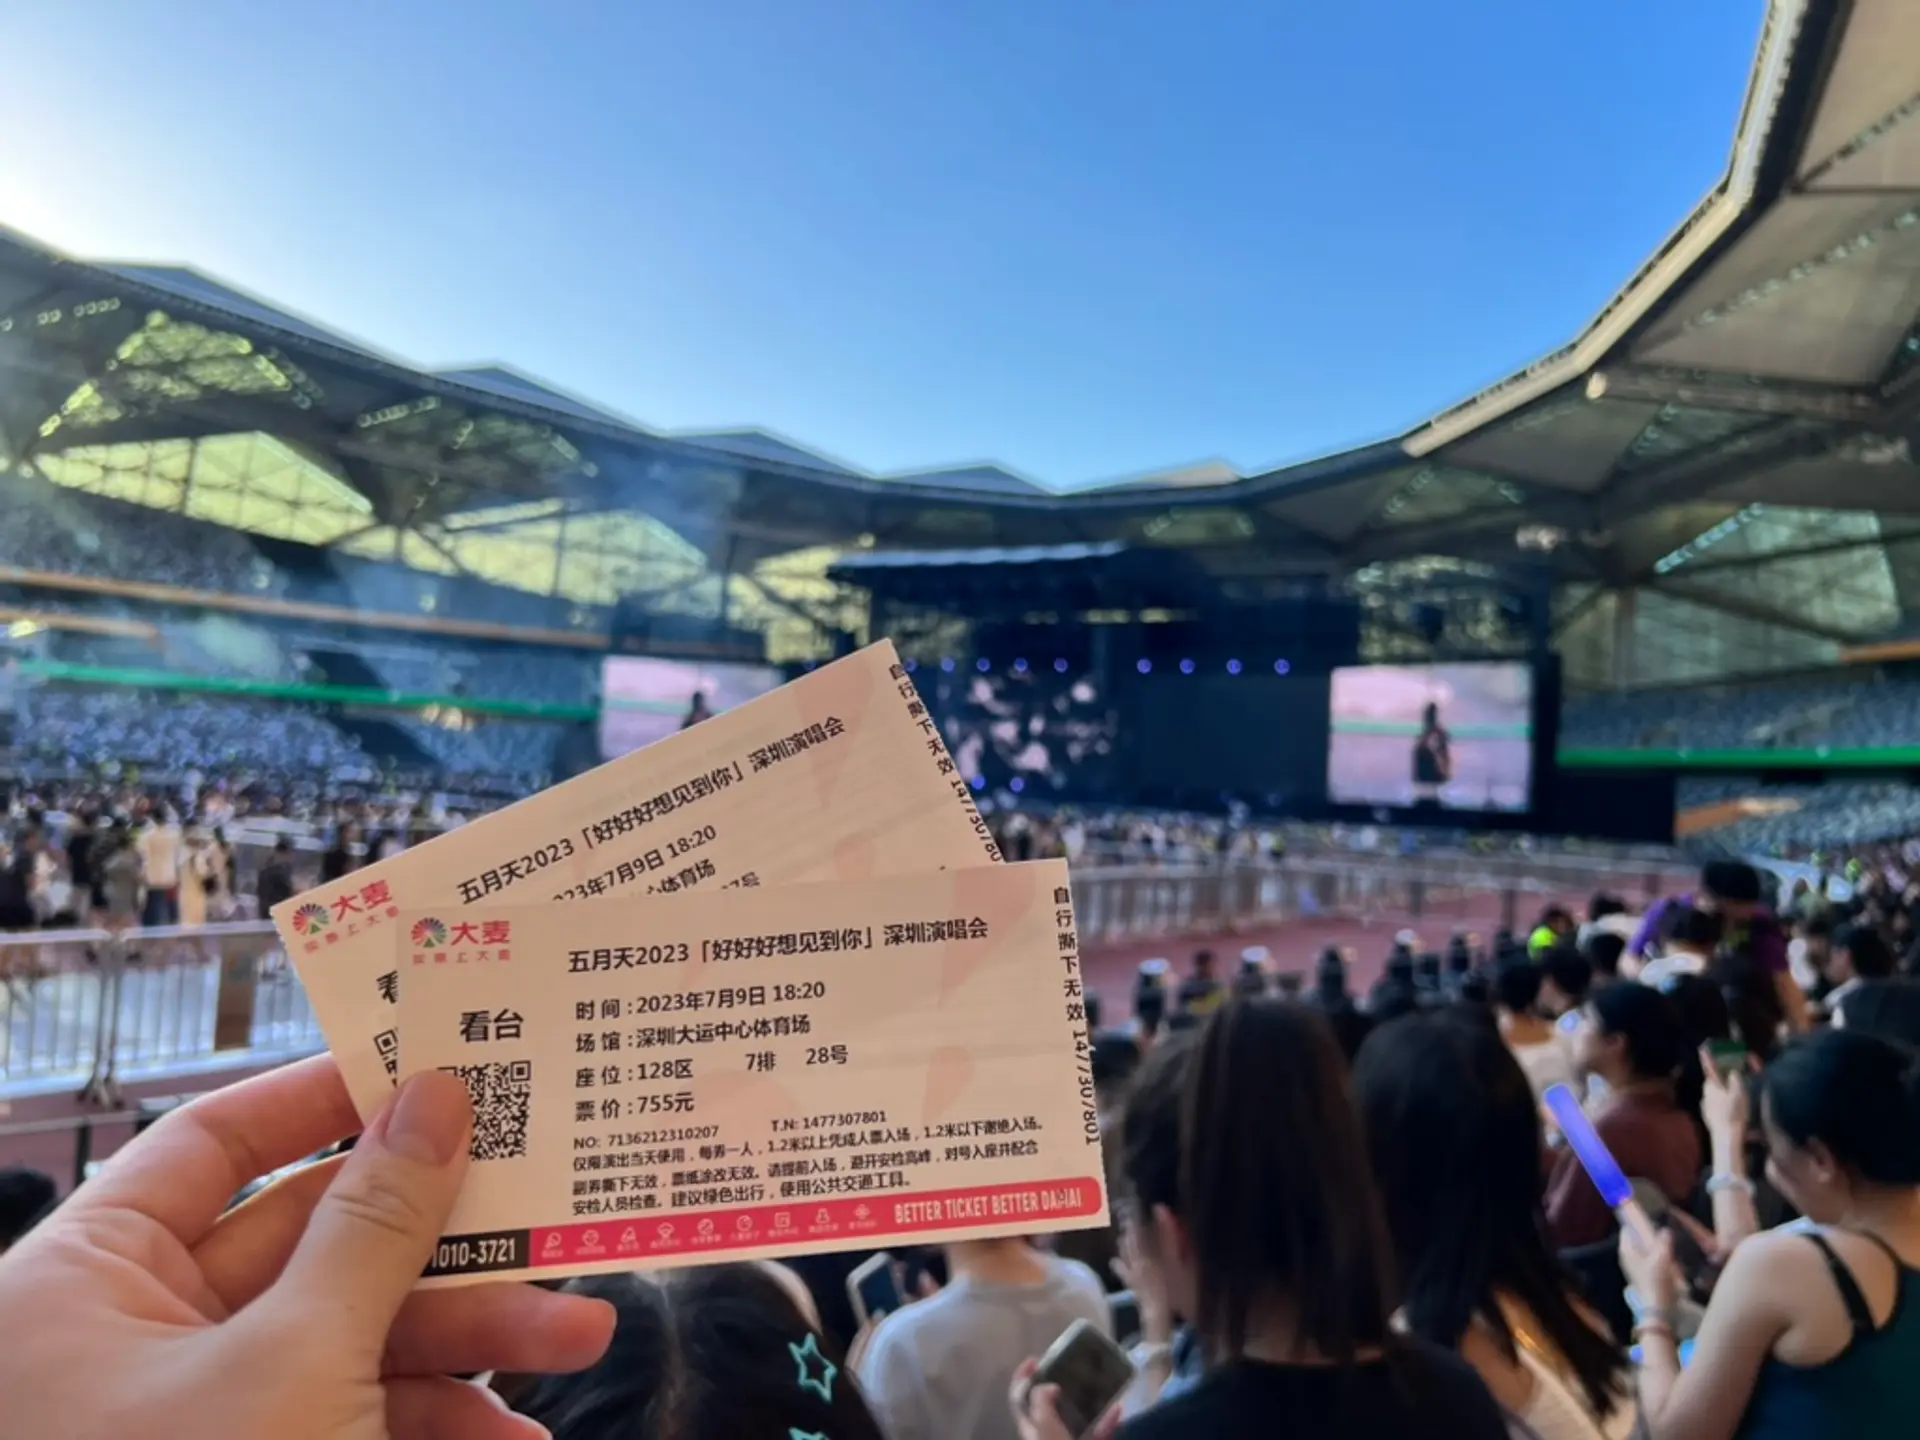 大麦
五月天2023「好好好想见到你」深圳演唱会
023年7月9日 18:20
心体育场
7号
自行撕下无效
大麦
五月天2023「好好好想见到你」深圳演唱会
看台
时 间 : 2023年7月9日 18:20
场 馆 : 深圳大运中心体育场
座 位 : 128区 7排 28号
票 价 : 755元
NO: 7136212310207 T.N: 1477307801
仅限演出当天使用，每券一人，1.2米以上凭成人票入场，1.2米以下谢绝入场。
副券撕下无效，票纸涂改无效。请提前入场，避开安检高峰，对号入座并配合
安检人员检查。建议绿色出行，使用公共交通工具。
1010-3721
BETTER TICKET BETTER DAMAI
自行撕下无效 1477307801